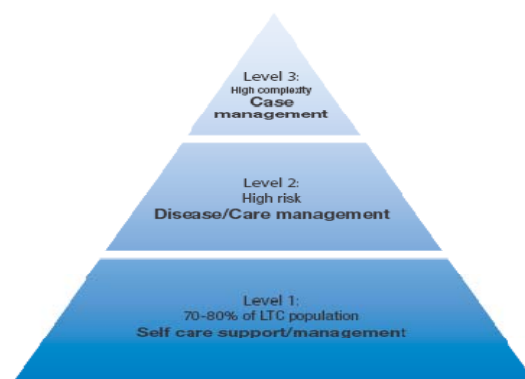 Level 3:
High complexity
Case
management
Level 2:
High risk
Disease/Care management
Level 1:
70-80% of LTC population
Self care support/management